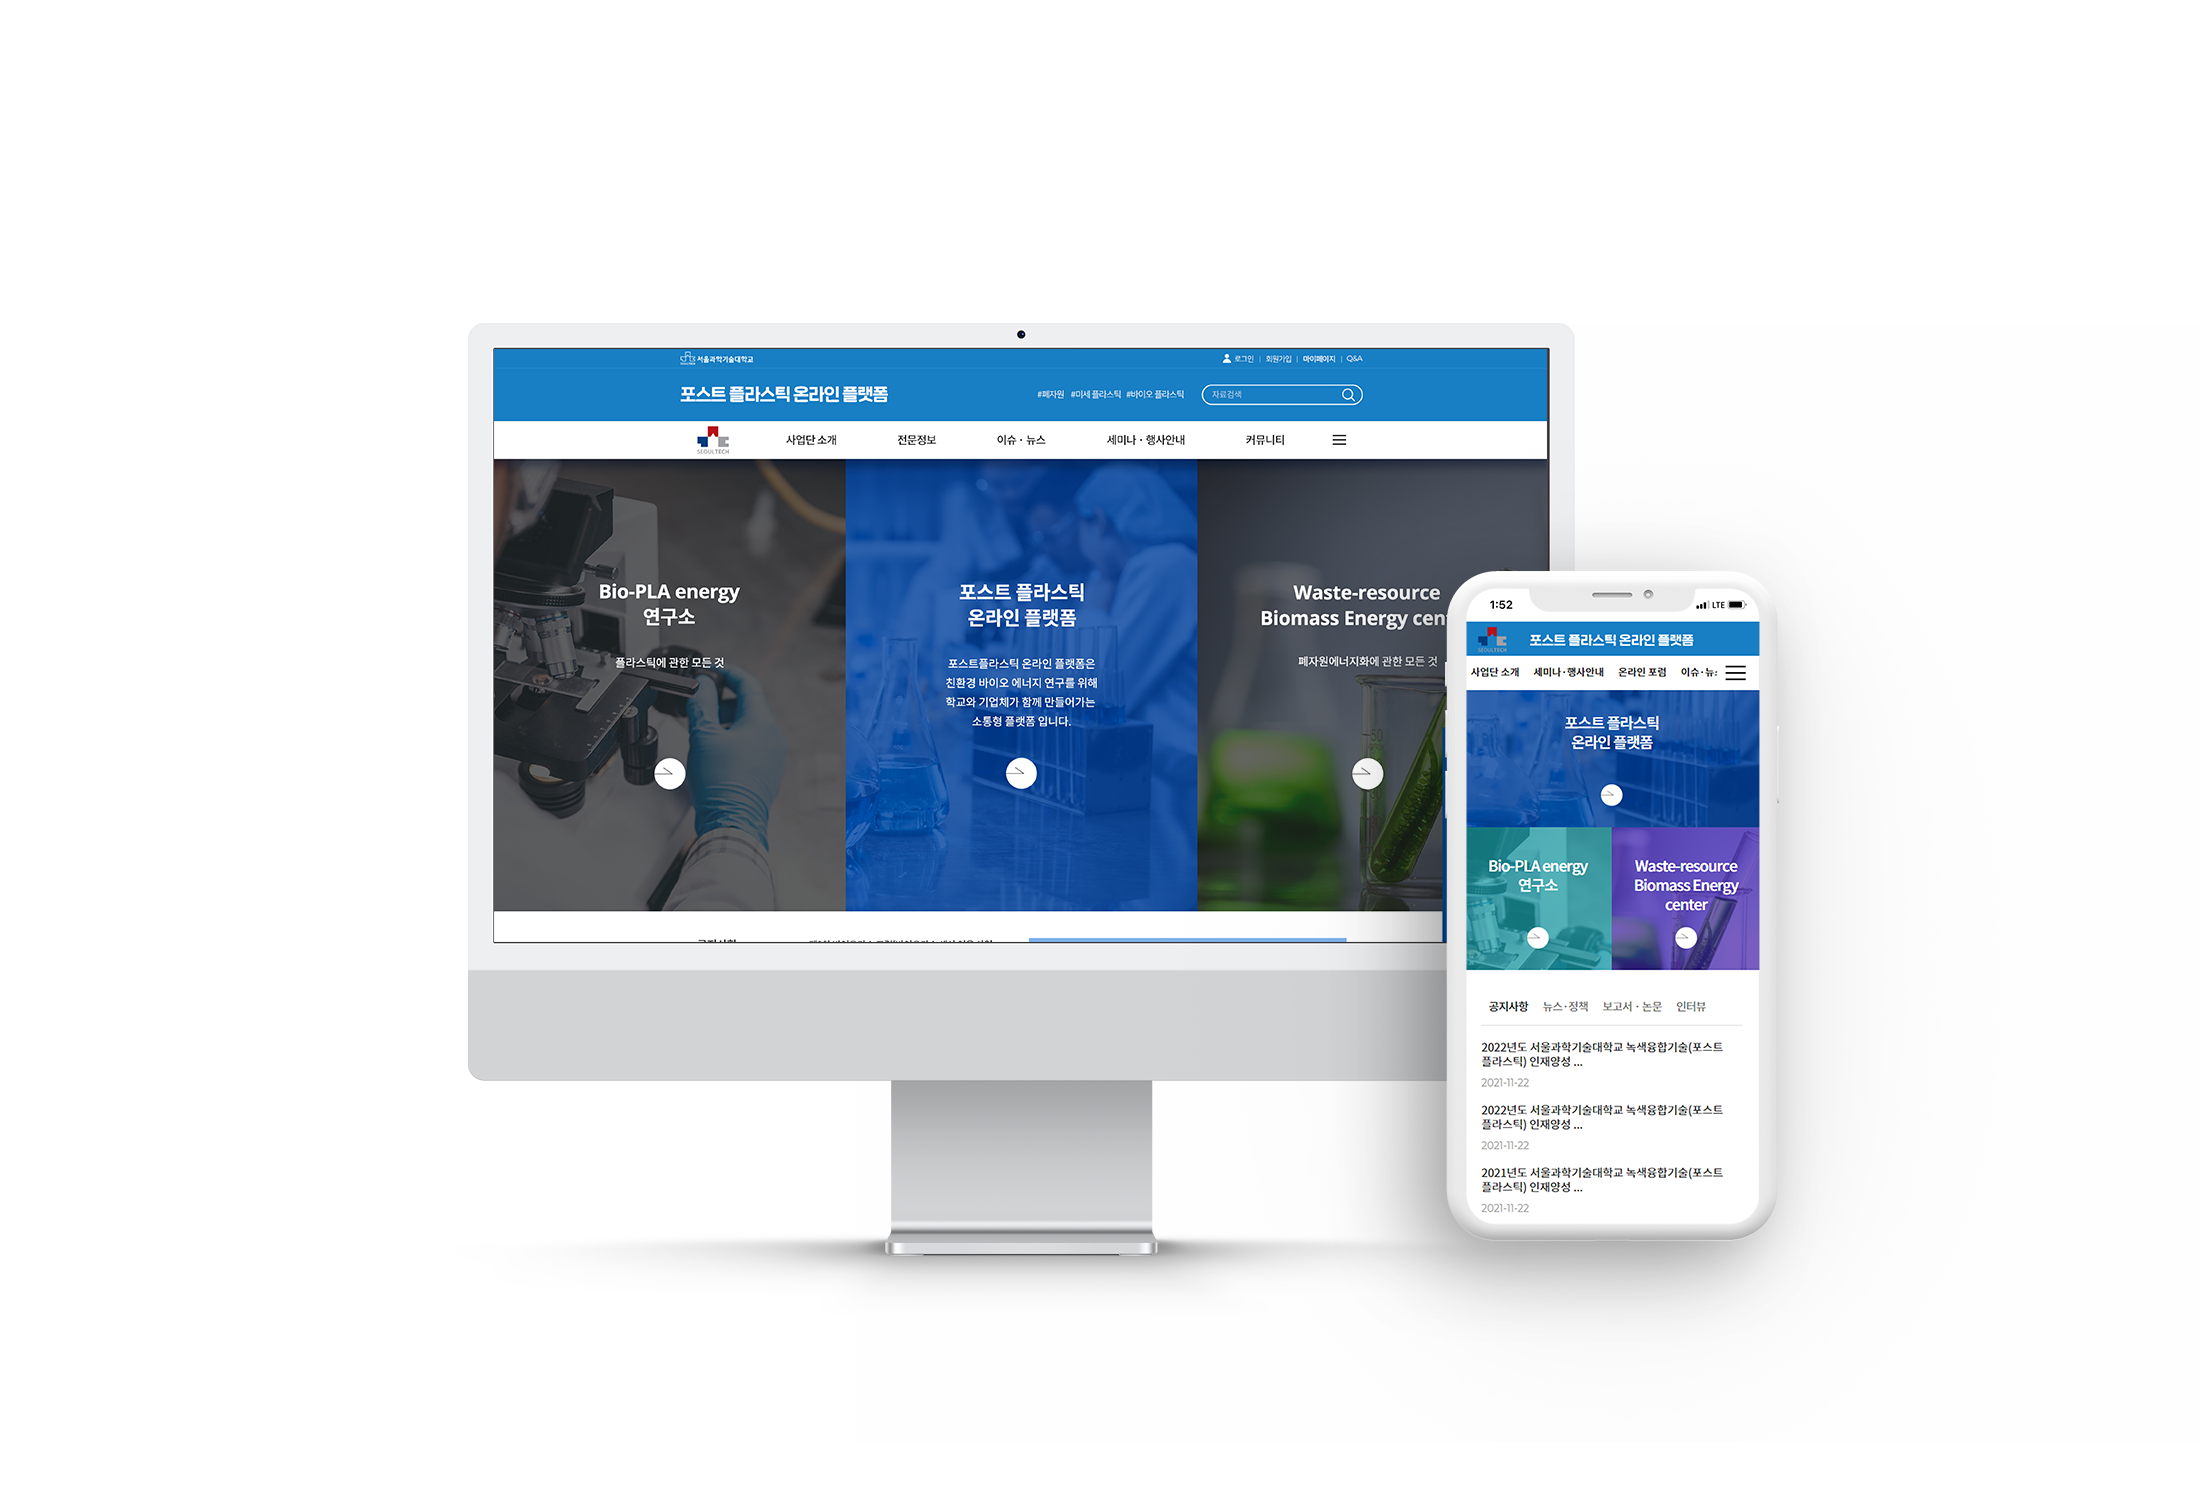 서울과학기술대학교
로그인 | 회원가입 | 마이페이지 | Q&A
포스트 플라스틱 온라인 플랫폼
#폐자원 #미세 플라스틱 #바이오 플라스틱
자료검색
SEOULTECH
사업단 소개
전문정보
이슈 · 뉴스
세미나 · 행사안내
커뮤니티
Bio-PLA energy
연구소
플라스틱에 관한 모든 것
포스트 플라스틱
온라인 플랫폼
포스트플라스틱 온라인 플랫폼은
친환경 바이오 에너지 연구를 위해
학교와 기업체가 함께 만들어가는
소통형 플랫폼 입니다.
Waste-resource
Biomass Energy cen
폐자원에너지화에 관한 모든 것
50
1:52
LTE
SEOULTECH
포스트 플라스틱 온라인 플랫폼
사업단 소개 세미나·행사안내 온라인 포럼 이슈·뉴
포스트 플라스틱
온라인 플랫폼
Bio-PLA energy
연구소
Waste-resource
Biomass Energy
center
공지사항 뉴스·정책 보고서 · 논문 인터뷰
2022년도 서울과학기술대학교 녹색융합기술(포스트
플라스틱) 인재양성 ...
2021-11-22
2022년도 서울과학기술대학교 녹색융합기술(포스트
플라스틱) 인재양성 ...
2021-11-22
2021년도 서울과학기술대학교 녹색융합기술(포스트
플라스틱) 인재양성 ...
2021-11-22